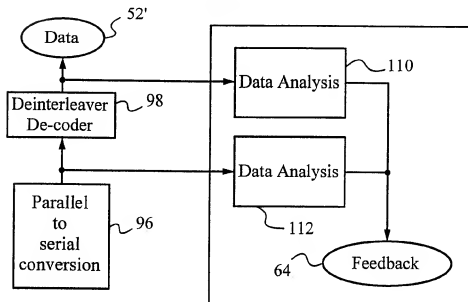 Data
52'
110
Data Analysis
Deinterleaver
De-coder
98
Data Analysis
Parallel
to
serial
conversion
96
112
64
Feedback